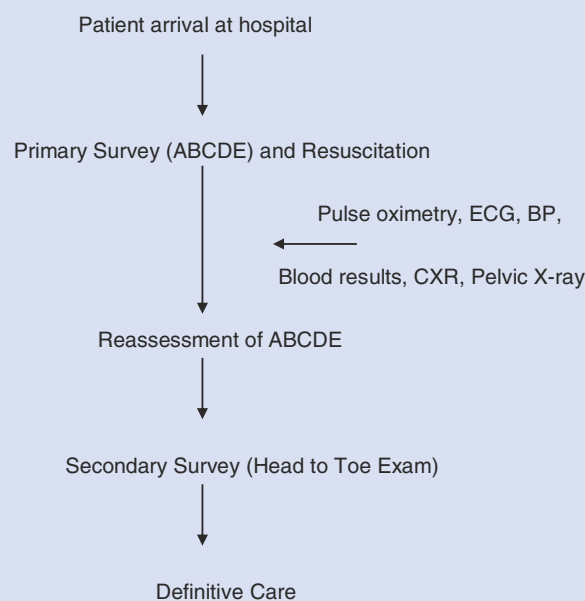 Patient arrival at hospital
Primary Survey (ABCDE) and Resuscitation
Pulse oximetry, ECG, BP,
Blood results, CXR, Pelvic X-ray
Reassessment of ABCDE
Secondary Survey (Head to Toe Exam)
Definitive Care